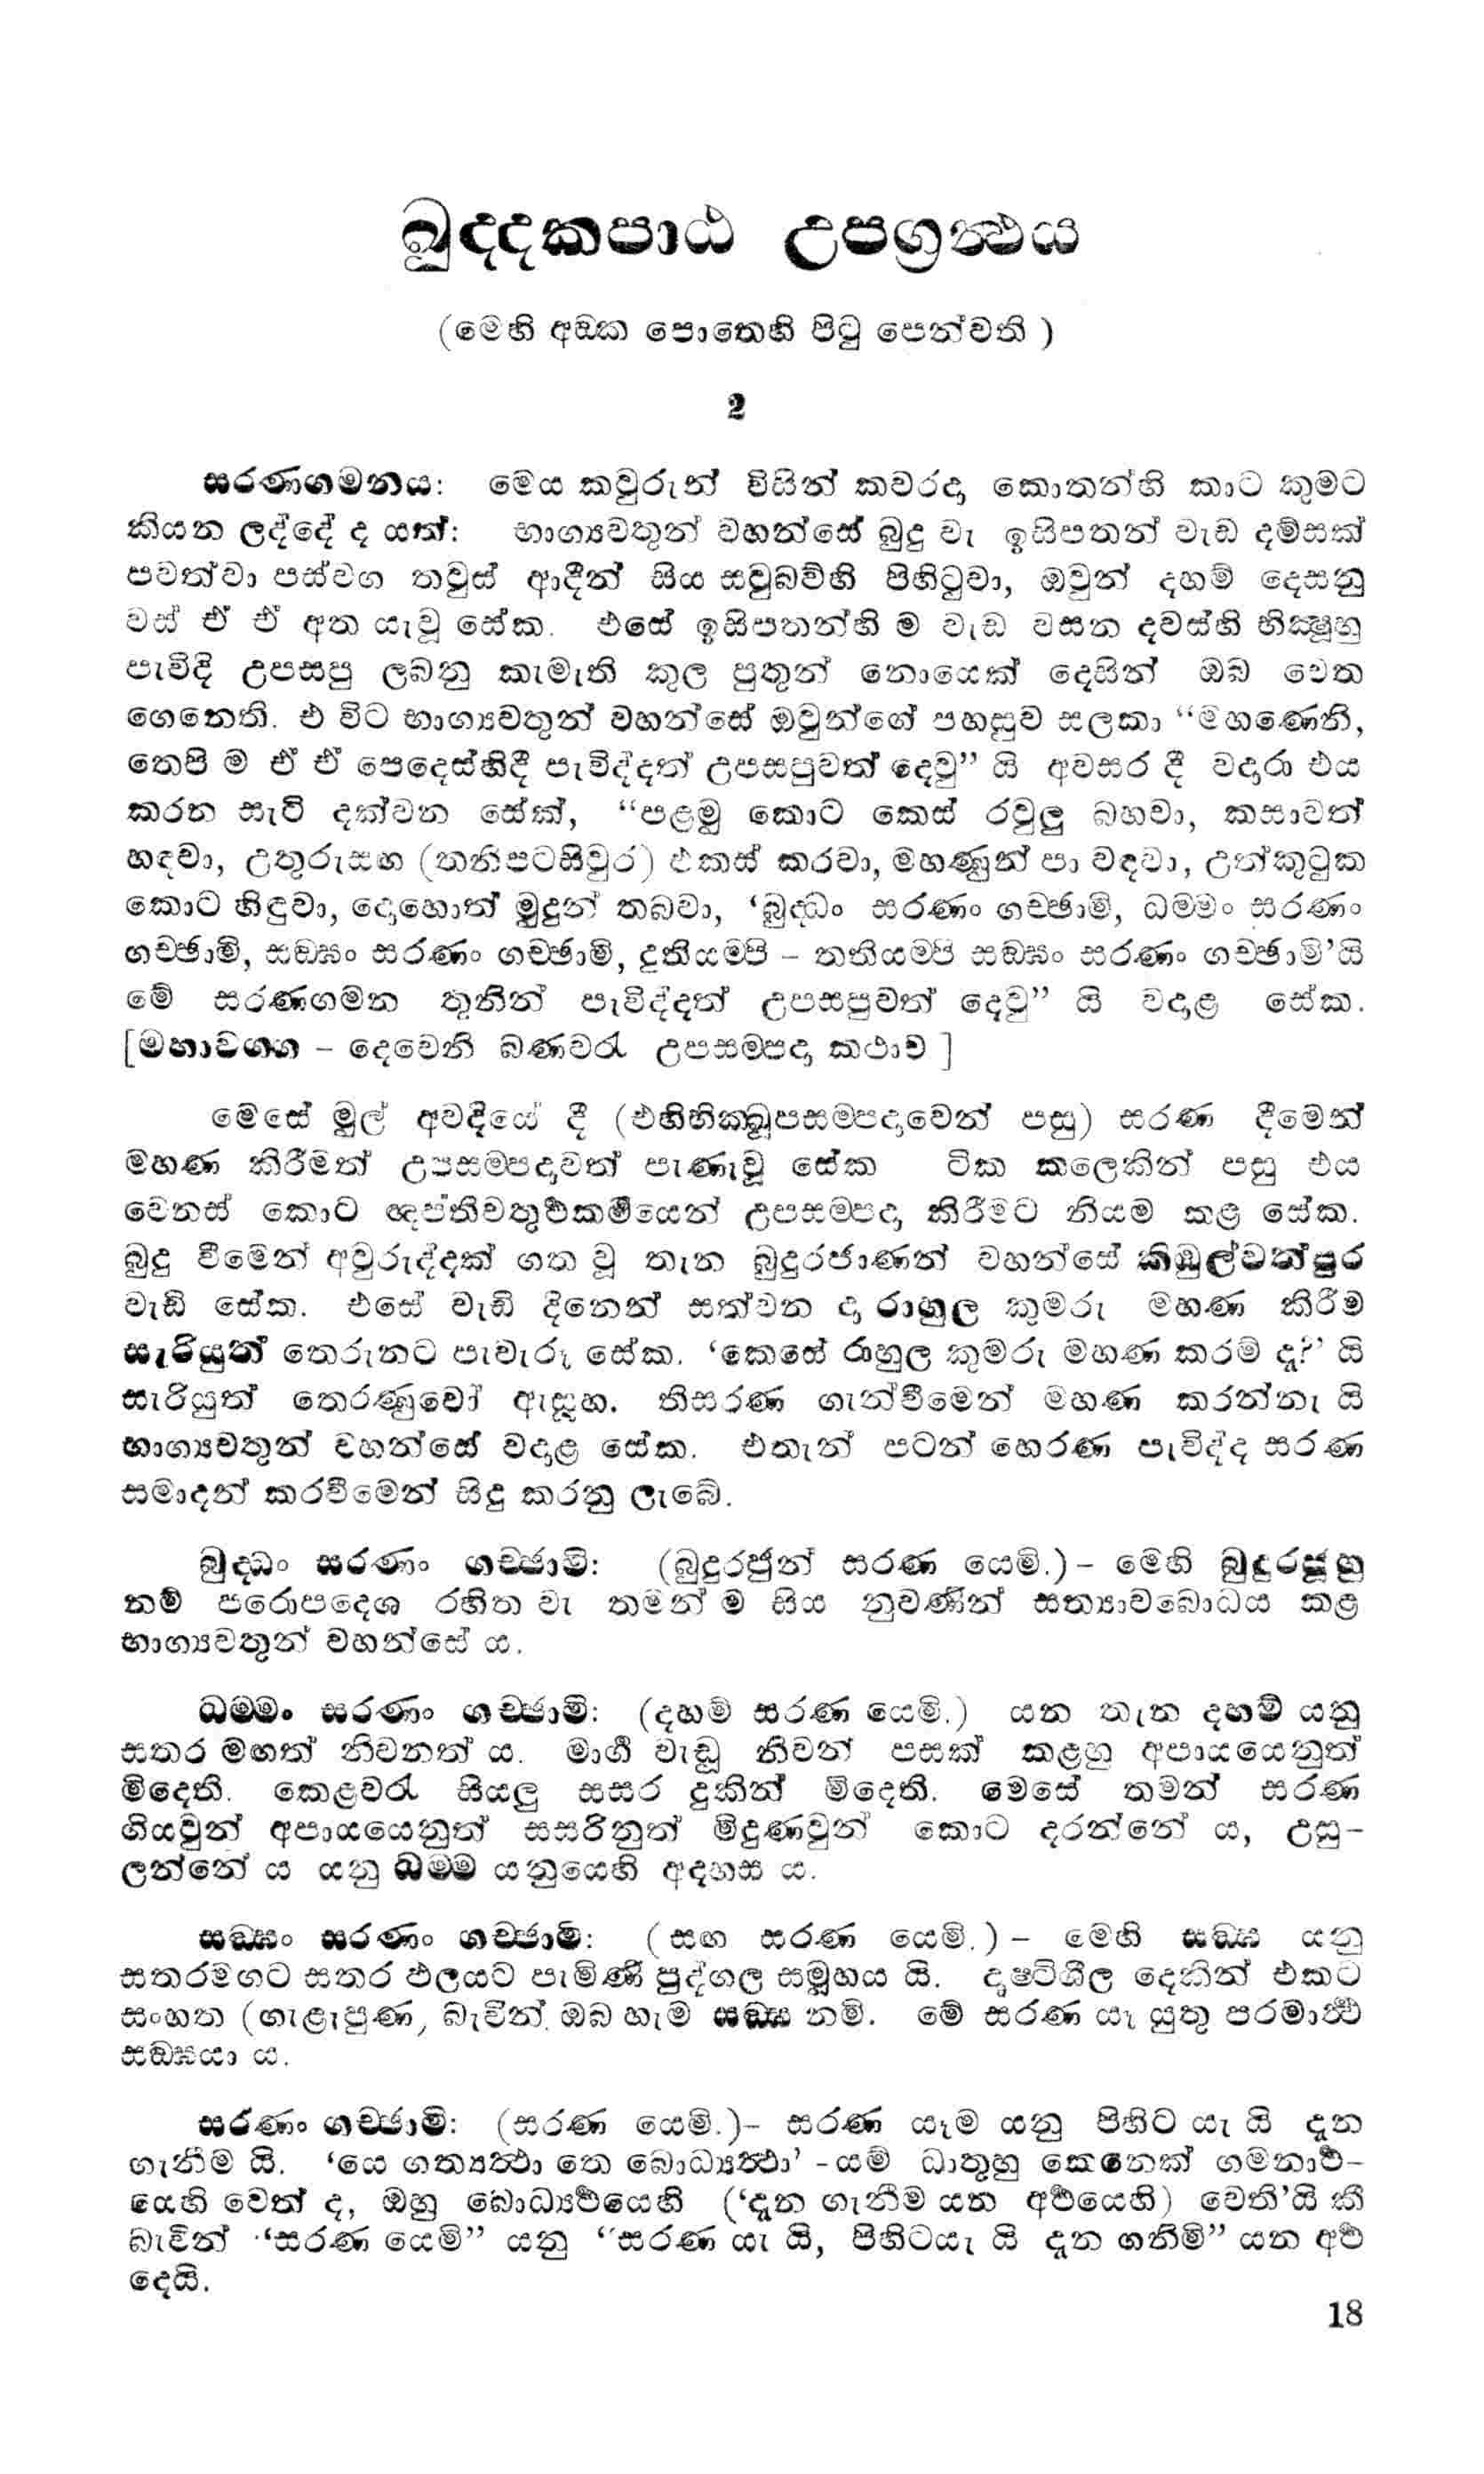 ඛුද්දකපාඨ උපග්‍රන්ථය
(මෙහි අඞ්ක පොතෙහි පිටු පෙන්වති )
2
සරණගමනය: මෙය කවුරුන් විසින් කවරදා කොතන්හි කාට කුමට
කියන ලද්දේ ද යත්: භාග්‍යවතුන් වහන්සේ බුදු වැ ඉසිපතන් වැඩ දම්සක්
පවත්වා පස්වග තවුස් ආදීන් සිය සවුබව්හි පිහිටුවා, ඔවුන් දහම් දෙසනු
වස් ඒ ඒ අත යැවූ සේක. එසේ ඉසිපතන්හි ම වැඩ වසන දවස්හි භික්‍ෂූහු
පැවිදි උපසපු ලබනු කැමැති කුල පුතුන් නොයෙක් දෙසින් ඔබ වෙත
ගෙනෙති. එ විට භාග්‍යවතුන් වහන්සේ ඔවුන්ගේ පහසුව සලකා “මහණෙනි,
තෙපි ම ඒ ඒ පෙදෙස්හිදී පැවිද්දත් උපසපුවත් දෙවු” යි අවසර දී වදාරා එය
කරන සැටි දක්වන සේක්, “පළමු කොට කෙස් රවුලු බහවා, කසාවත්
හඳවා, උතුරුසඟ (තනිපටසිවුර) එකස් කරවා, මහණුන් පා වඳවා, උත්කුටුක
කොට හිඳුවා, දොහොත් මුදුන් තබවා, ‘බුද්ධං සරණං ගච්ඡාමි, ධම්මං සරණං
ගච්ඡාමි, සඞ්ඝං සරණං ගච්ඡාමි, දුතියම්පි – තතියම්පි සඞ්ඝං සරණං ගච්ඡාමි’යි
මේ සරණගමන තුනින් පැවිද්දත් උපසපුවත් දෙවු” යි වදාළ සේක.
[මහාවග්ග – දෙවෙනි බණවර උපසම්පදා කථාව ]
මෙසේ මුල් අවදියේ දී (එහිභික්ඛූපසම්පදාවෙන් පසු) සරණ දීමෙන්
මහණ කිරීමත් උපසම්පදාවත් පැණැවූ සේක ටික කලෙකින් පසු එය
වෙනස් කොට ඥප්තිචතුර්ථකර්මයෙන් උපසම්පදා කිරීමට නියම කළ සේක.
බුදු වීමෙන් අවුරුද්දක් ගත වූ තැන බුදුරජාණන් වහන්සේ කිඹුල්වත්පුර
වැඩි සේක. එසේ වැඩි දිනෙන් සත්වන දා රාහුල කුමරු මහණ කිරීම
සැරියුත් තෙරුනට පැවැරූ සේක. ‘කෙසේ රාහුල කුමරු මහණ කරම් දැ?’ යි
සැරියුත් තෙරණුවෝ ඇසූහ. තිසරණ ගැන්වීමෙන් මහණ කරන්නැ යි
භාග්‍යවතුන් වහන්සේ වදාළ සේක. එතැන් පටන් හෙරණ පැවිද්ද සරණ
සමාදන් කරවීමෙන් සිදු කරනු ලැබේ.
බුද්ධං සරණං ගච්ඡාමි: (බුදුරජුන් සරණ යෙමි.)– මෙහි බුදුරජුහු
නම් පරොපදෙශ රහිත වැ තමන් ම සිය නුවණින් සත්‍යාවබොධය කළ
භාග්‍යවතුන් වහන්සේ ය.
ධම්මං සරණං ගච්ඡාමි: (දහම් සරණ යෙමි.) යන තැන දහම් යනු
සතර මඟත් නිවනත් ය. මාර්ග වැඩූ නිවන් පසක් කළහු අපායයෙනුත්
මිදෙති. කෙළවර සියලු සසර දුකින් මිදෙති. මෙසේ තමන් සරණ
ගියවුන් අපායයෙනුත් සසරිනුත් මිදුණවුන් කොට දරන්නේ ය, උසු–
ලන්නේ ය යනු ධම්ම යනුයෙහි අදහස ය.
සඞ්ඝං සරණං ගච්ඡාමි: (සඟ සරණ යෙමි.)– මෙහි සඞ්ඝ යනු
සතරමගට සතර ඵලයට පැමිණි පුද්ගල සමූහය යි. දෘෂ්ටිශීල දෙකින් එකට
සංහත (ගැළැපුණ, බැවින්. ඔබ හැම සඞ්ඝ නමි. මේ සරණ යෑ යුතු පරමාර්ත්‍ථ
සඞ්ඝයා ය.
සරණං ගච්ඡාමි: (සරණ යෙමි.)– සරණ යෑම යනු පිහිට යැ යි දැන
ගැනීම යි. ‘යෙ ගත්‍යර්ත්‍ථා තෙ බොධ්‍යර්ත්‍ථා’ -යම් ධාතුහු කෙනෙක් ගමනාර්ථ–
යෙහි වෙත් ද, ඔහු බොධ්‍යර්ථයෙහි (‘දැන ගැනීම යන අර්ථයෙහි) වෙති’යි කී
බැවින් “සරණ යෙමි” යනු “සරණ යැ යි, පිහිටයැ යි දැන ගනිමි” යන අර්ථ
දෙයි.
18